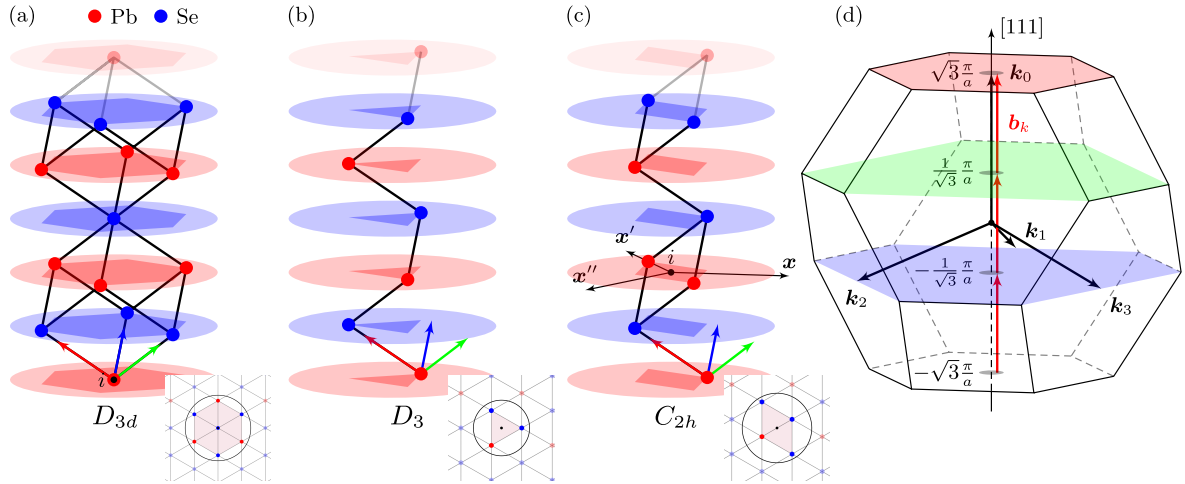 (a)
Pb
Se
i
D3d
(b)
D3
(c)
x′
i
x
x″
C2h
(d)
[111]
√3 π/a
k0
bk
1/√3 π/a
k1
−1/√3 π/a
k2
k3
−√3 π/a